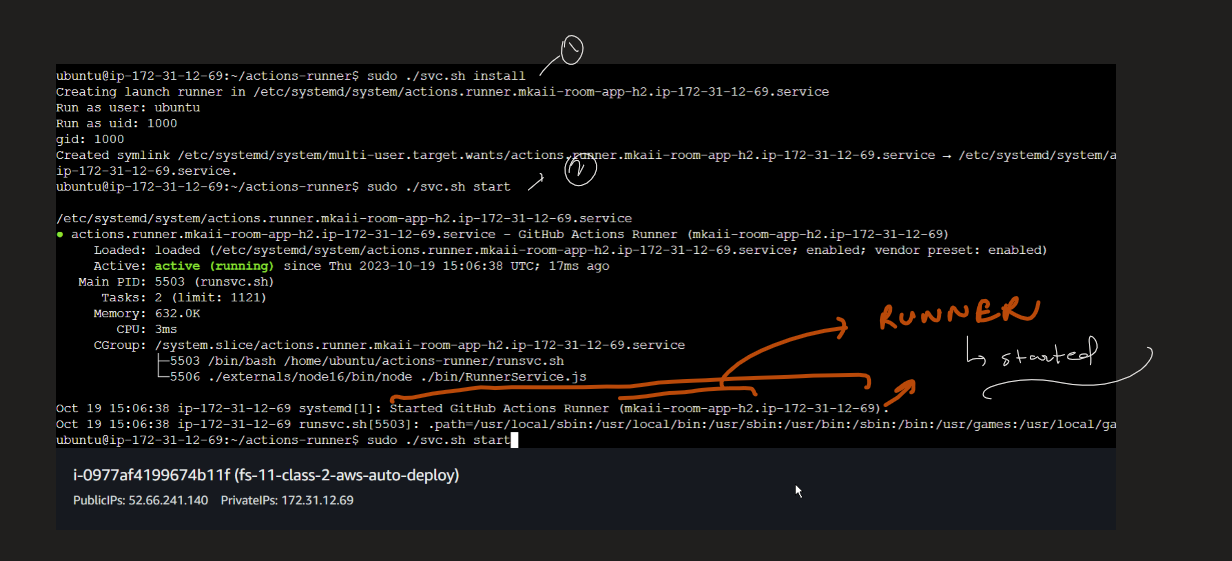 ①
ubuntu@ip-172-31-12-69:~/actions-runner$ sudo ./svc.sh install
Creating launch runner in /etc/systemd/system/actions.runner.mkaii-room-app-h2.ip-172-31-12-69.service
Run as user: ubuntu
Run as uid: 1000
gid: 1000
Created symlink /etc/systemd/system/multi-user.target.wants/actions.runner.mkaii-room-app-h2.ip-172-31-12-69.service → /etc/systemd/system/a
ip-172-31-12-69.service.
②
ubuntu@ip-172-31-12-69:~/actions-runner$ sudo ./svc.sh start
/etc/systemd/system/actions.runner.mkaii-room-app-h2.ip-172-31-12-69.service
● actions.runner.mkaii-room-app-h2.ip-172-31-12-69.service - GitHub Actions Runner (mkaii-room-app-h2.ip-172-31-12-69)
Loaded: loaded (/etc/systemd/system/actions.runner.mkaii-room-app-h2.ip-172-31-12-69.service; enabled; vendor preset: enabled)
Active: active (running) since Thu 2023-10-19 15:06:38 UTC; 17ms ago
Main PID: 5503 (runsvc.sh)
Tasks: 2 (limit: 1121)
Memory: 632.0K
CPU: 3ms
CGroup: /system.slice/actions.runner.mkaii-room-app-h2.ip-172-31-12-69.service
├─5503 /bin/bash /home/ubuntu/actions-runner/runsvc.sh
└─5506 ./externals/node16/bin/node ./bin/RunnerService.js
RUNNER
↳ started
Oct 19 15:06:38 ip-172-31-12-69 systemd[1]: Started GitHub Actions Runner (mkaii-room-app-h2.ip-172-31-12-69).
Oct 19 15:06:38 ip-172-31-12-69 runsvc.sh[5503]: .path=/usr/local/sbin:/usr/local/bin:/usr/sbin:/usr/bin:/sbin:/bin:/usr/games:/usr/local/ga
ubuntu@ip-172-31-12-69:~/actions-runner$ sudo ./svc.sh start
i-0977af4199674b11f (fs-11-class-2-aws-auto-deploy)
PublicIPs: 52.66.241.140 PrivateIPs: 172.31.12.69